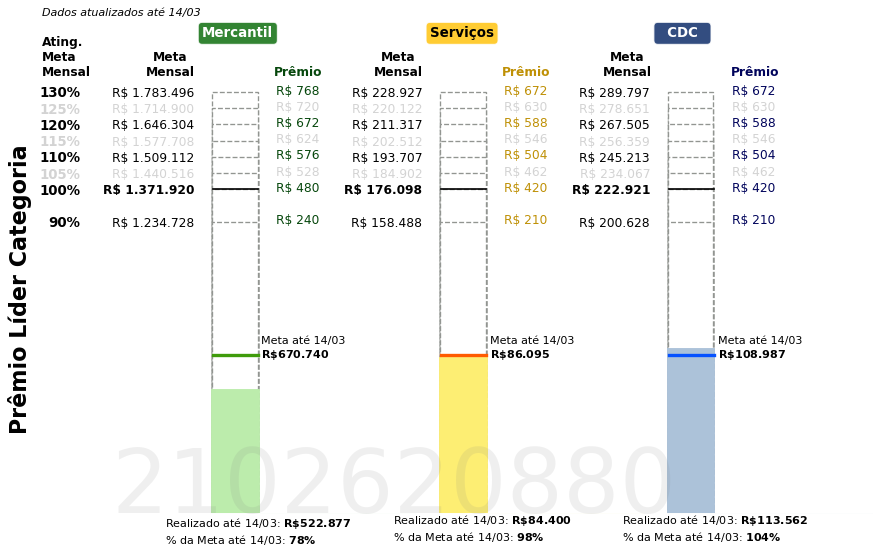 Dados atualizados até 14/03
Mercantil Serviços CDC
Ating. Meta Mensal Meta Mensal Prêmio Meta Mensal Prêmio Meta Mensal Prêmio
130% R$ 1.783.496 R$ 768 R$ 228.927 R$ 672 R$ 289.797 R$ 672
125% R$ 1.714.900 R$ 720 R$ 220.122 R$ 630 R$ 278.651 R$ 630
120% R$ 1.646.304 R$ 672 R$ 211.317 R$ 588 R$ 267.505 R$ 588
115% R$ 1.577.708 R$ 624 R$ 202.512 R$ 546 R$ 256.359 R$ 546
110% R$ 1.509.112 R$ 576 R$ 193.707 R$ 504 R$ 245.213 R$ 504
105% R$ 1.440.516 R$ 528 R$ 184.902 R$ 462 R$ 234.067 R$ 462
100% R$ 1.371.920 R$ 480 R$ 176.098 R$ 420 R$ 222.921 R$ 420
90% R$ 1.234.728 R$ 240 R$ 158.488 R$ 210 R$ 200.628 R$ 210
Prêmio Líder Categoria
Meta até 14/03 Meta até 14/03 Meta até 14/03
R$670.740 R$86.095 R$108.987
2102620880
Realizado até 14/03: R$522.877 Realizado até 14/03: R$84.400 Realizado até 14/03: R$113.562
% da Meta até 14/03: 78% % da Meta até 14/03: 98% % da Meta até 14/03: 104%